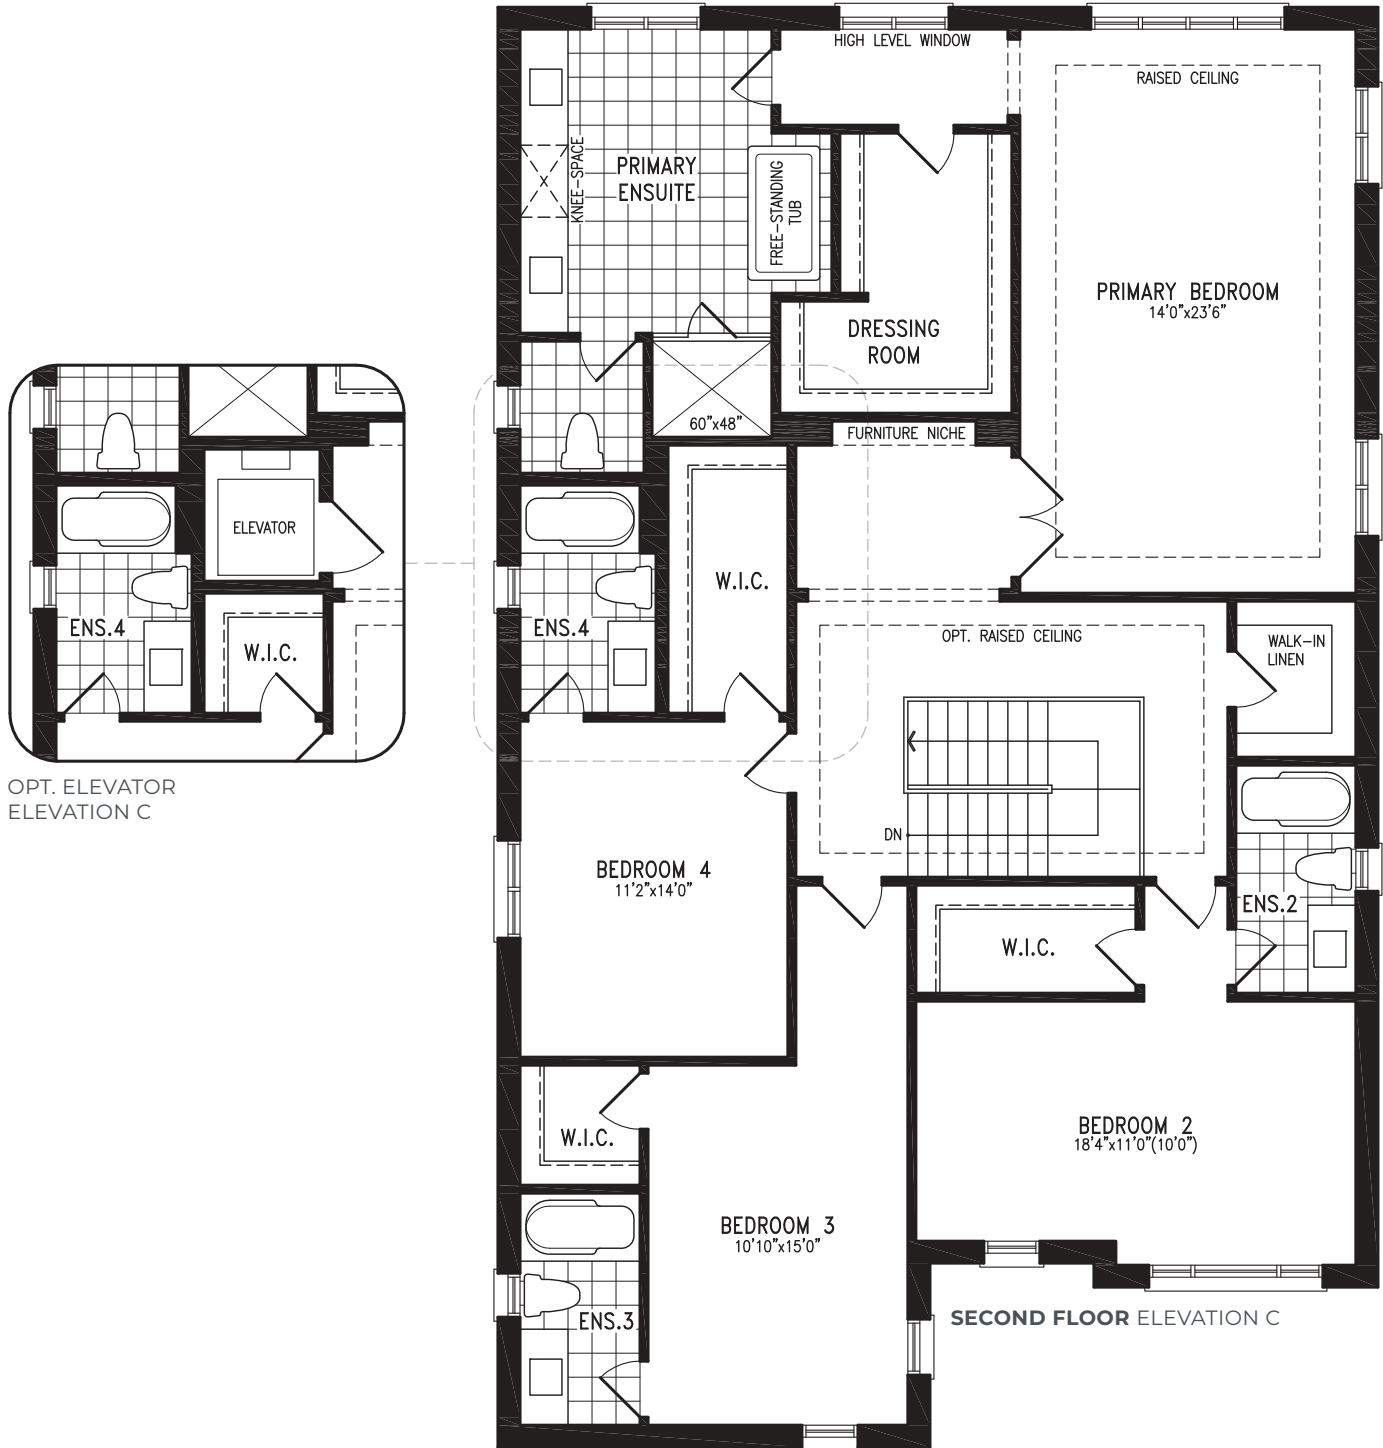 HIGH LEVEL WINDOW
RAISED CEILING
KNEE-SPACE
PRIMARY
ENSUITE
FREE-STANDING
TUB
PRIMARY BEDROOM
14'0"x23'6"
DRESSING
ROOM
60"x48"
FURNITURE NICHE
ELEVATOR
W.I.C.
ENS.4
W.I.C.
ENS.4
OPT. RAISED CEILING
WALK-IN
LINEN
OPT. ELEVATOR
ELEVATION C
DN
BEDROOM 4
11'2"x14'0"
ENS.2
W.I.C.
BEDROOM 2
18'4"x11'0"(10'0")
W.I.C.
BEDROOM 3
10'10"x15'0"
ENS.3
SECOND FLOOR ELEVATION C